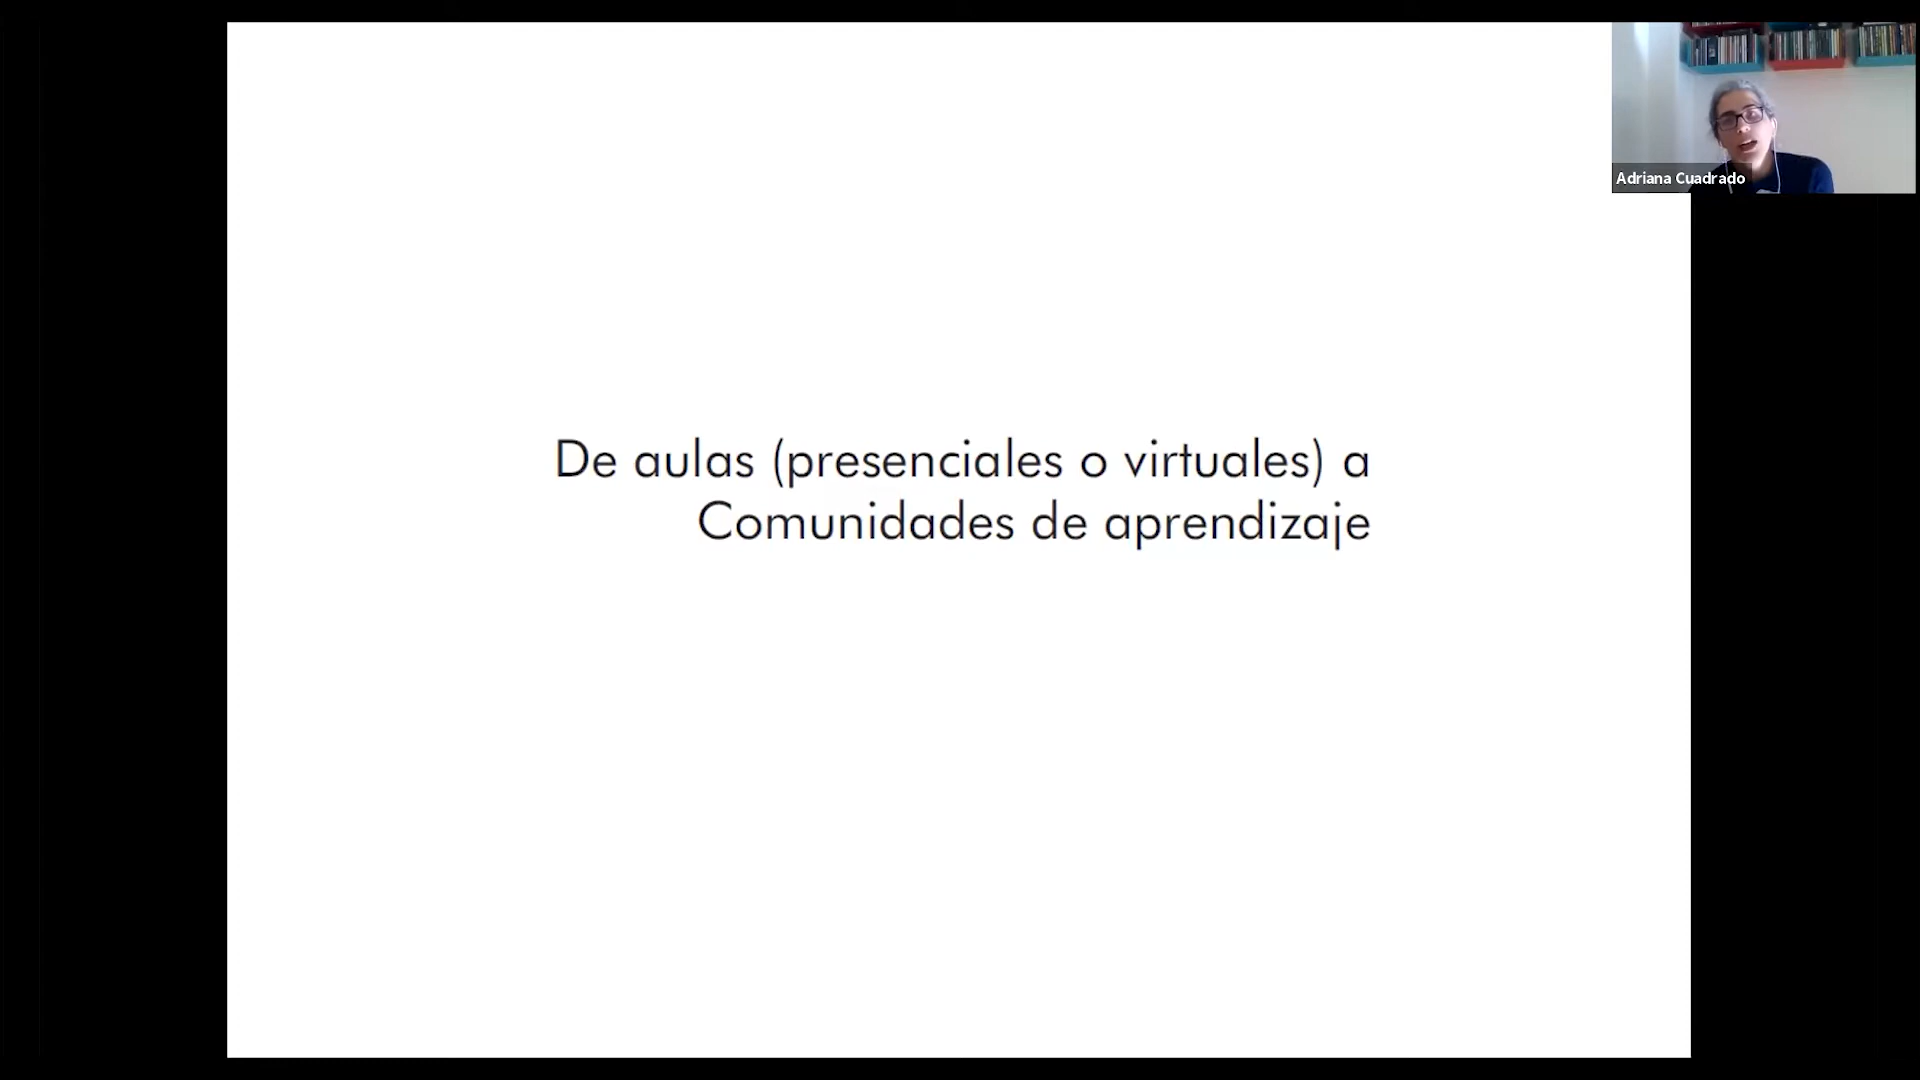 Adriana Cuadrado
De aulas (presenciales o virtuales) a
Comunidades de aprendizaje